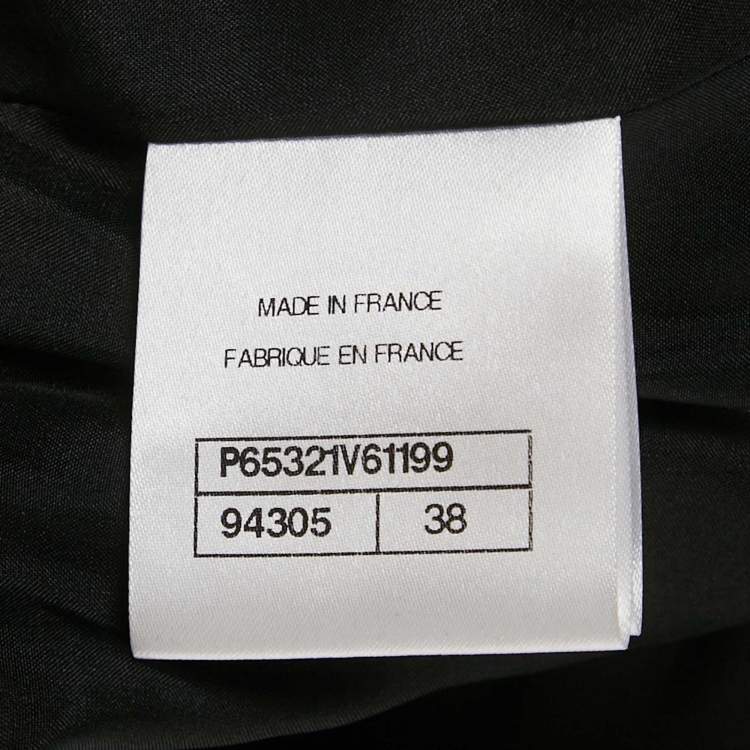 MADE IN FRANCE
FABRIQUE EN FRANCE
P65321V61199
94305 38